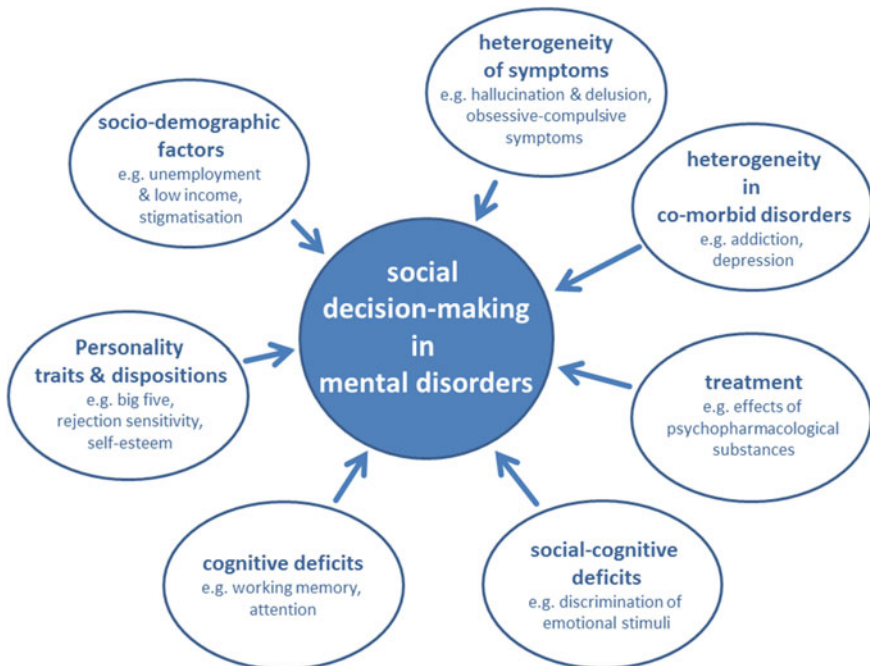 heterogeneity
of symptoms
e.g. hallucination & delusion,
obsessive-compulsive
symptoms
socio-demographic
factors
e.g. unemployment
& low income,
stigmatisation
heterogeneity
in
co-morbid disorders
e.g. addiction,
depression
social
decision-making
in
mental disorders
Personality
traits & dispositions
e.g. big five,
rejection sensitivity,
self-esteem
treatment
e.g. effects of
psychopharmacological
substances
cognitive deficits
e.g. working memory,
attention
social-cognitive
deficits
e.g. discrimination of
emotional stimuli